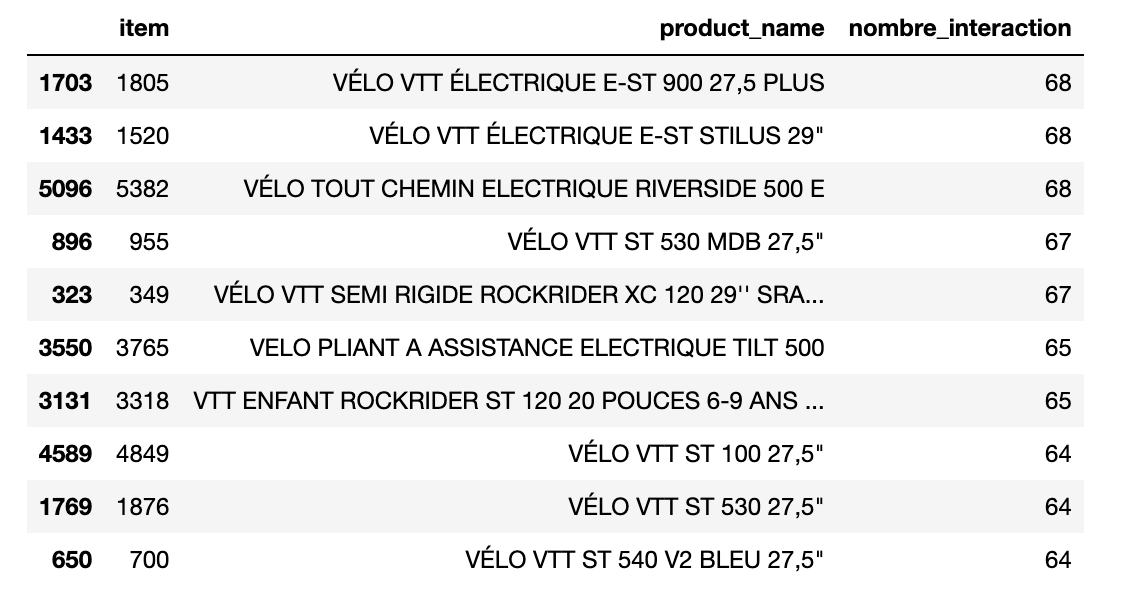 item product_name nombre_interaction
1703 1805 VÉLO VTT ÉLECTRIQUE E-ST 900 27,5 PLUS 68
1433 1520 VÉLO VTT ÉLECTRIQUE E-ST STILUS 29" 68
5096 5382 VÉLO TOUT CHEMIN ELECTRIQUE RIVERSIDE 500 E 68
896 955 VÉLO VTT ST 530 MDB 27,5" 67
323 349 VÉLO VTT SEMI RIGIDE ROCKRIDER XC 120 29'' SRA... 67
3550 3765 VELO PLIANT A ASSISTANCE ELECTRIQUE TILT 500 65
3131 3318 VTT ENFANT ROCKRIDER ST 120 20 POUCES 6-9 ANS ... 65
4589 4849 VÉLO VTT ST 100 27,5" 64
1769 1876 VÉLO VTT ST 530 27,5" 64
650 700 VÉLO VTT ST 540 V2 BLEU 27,5" 64